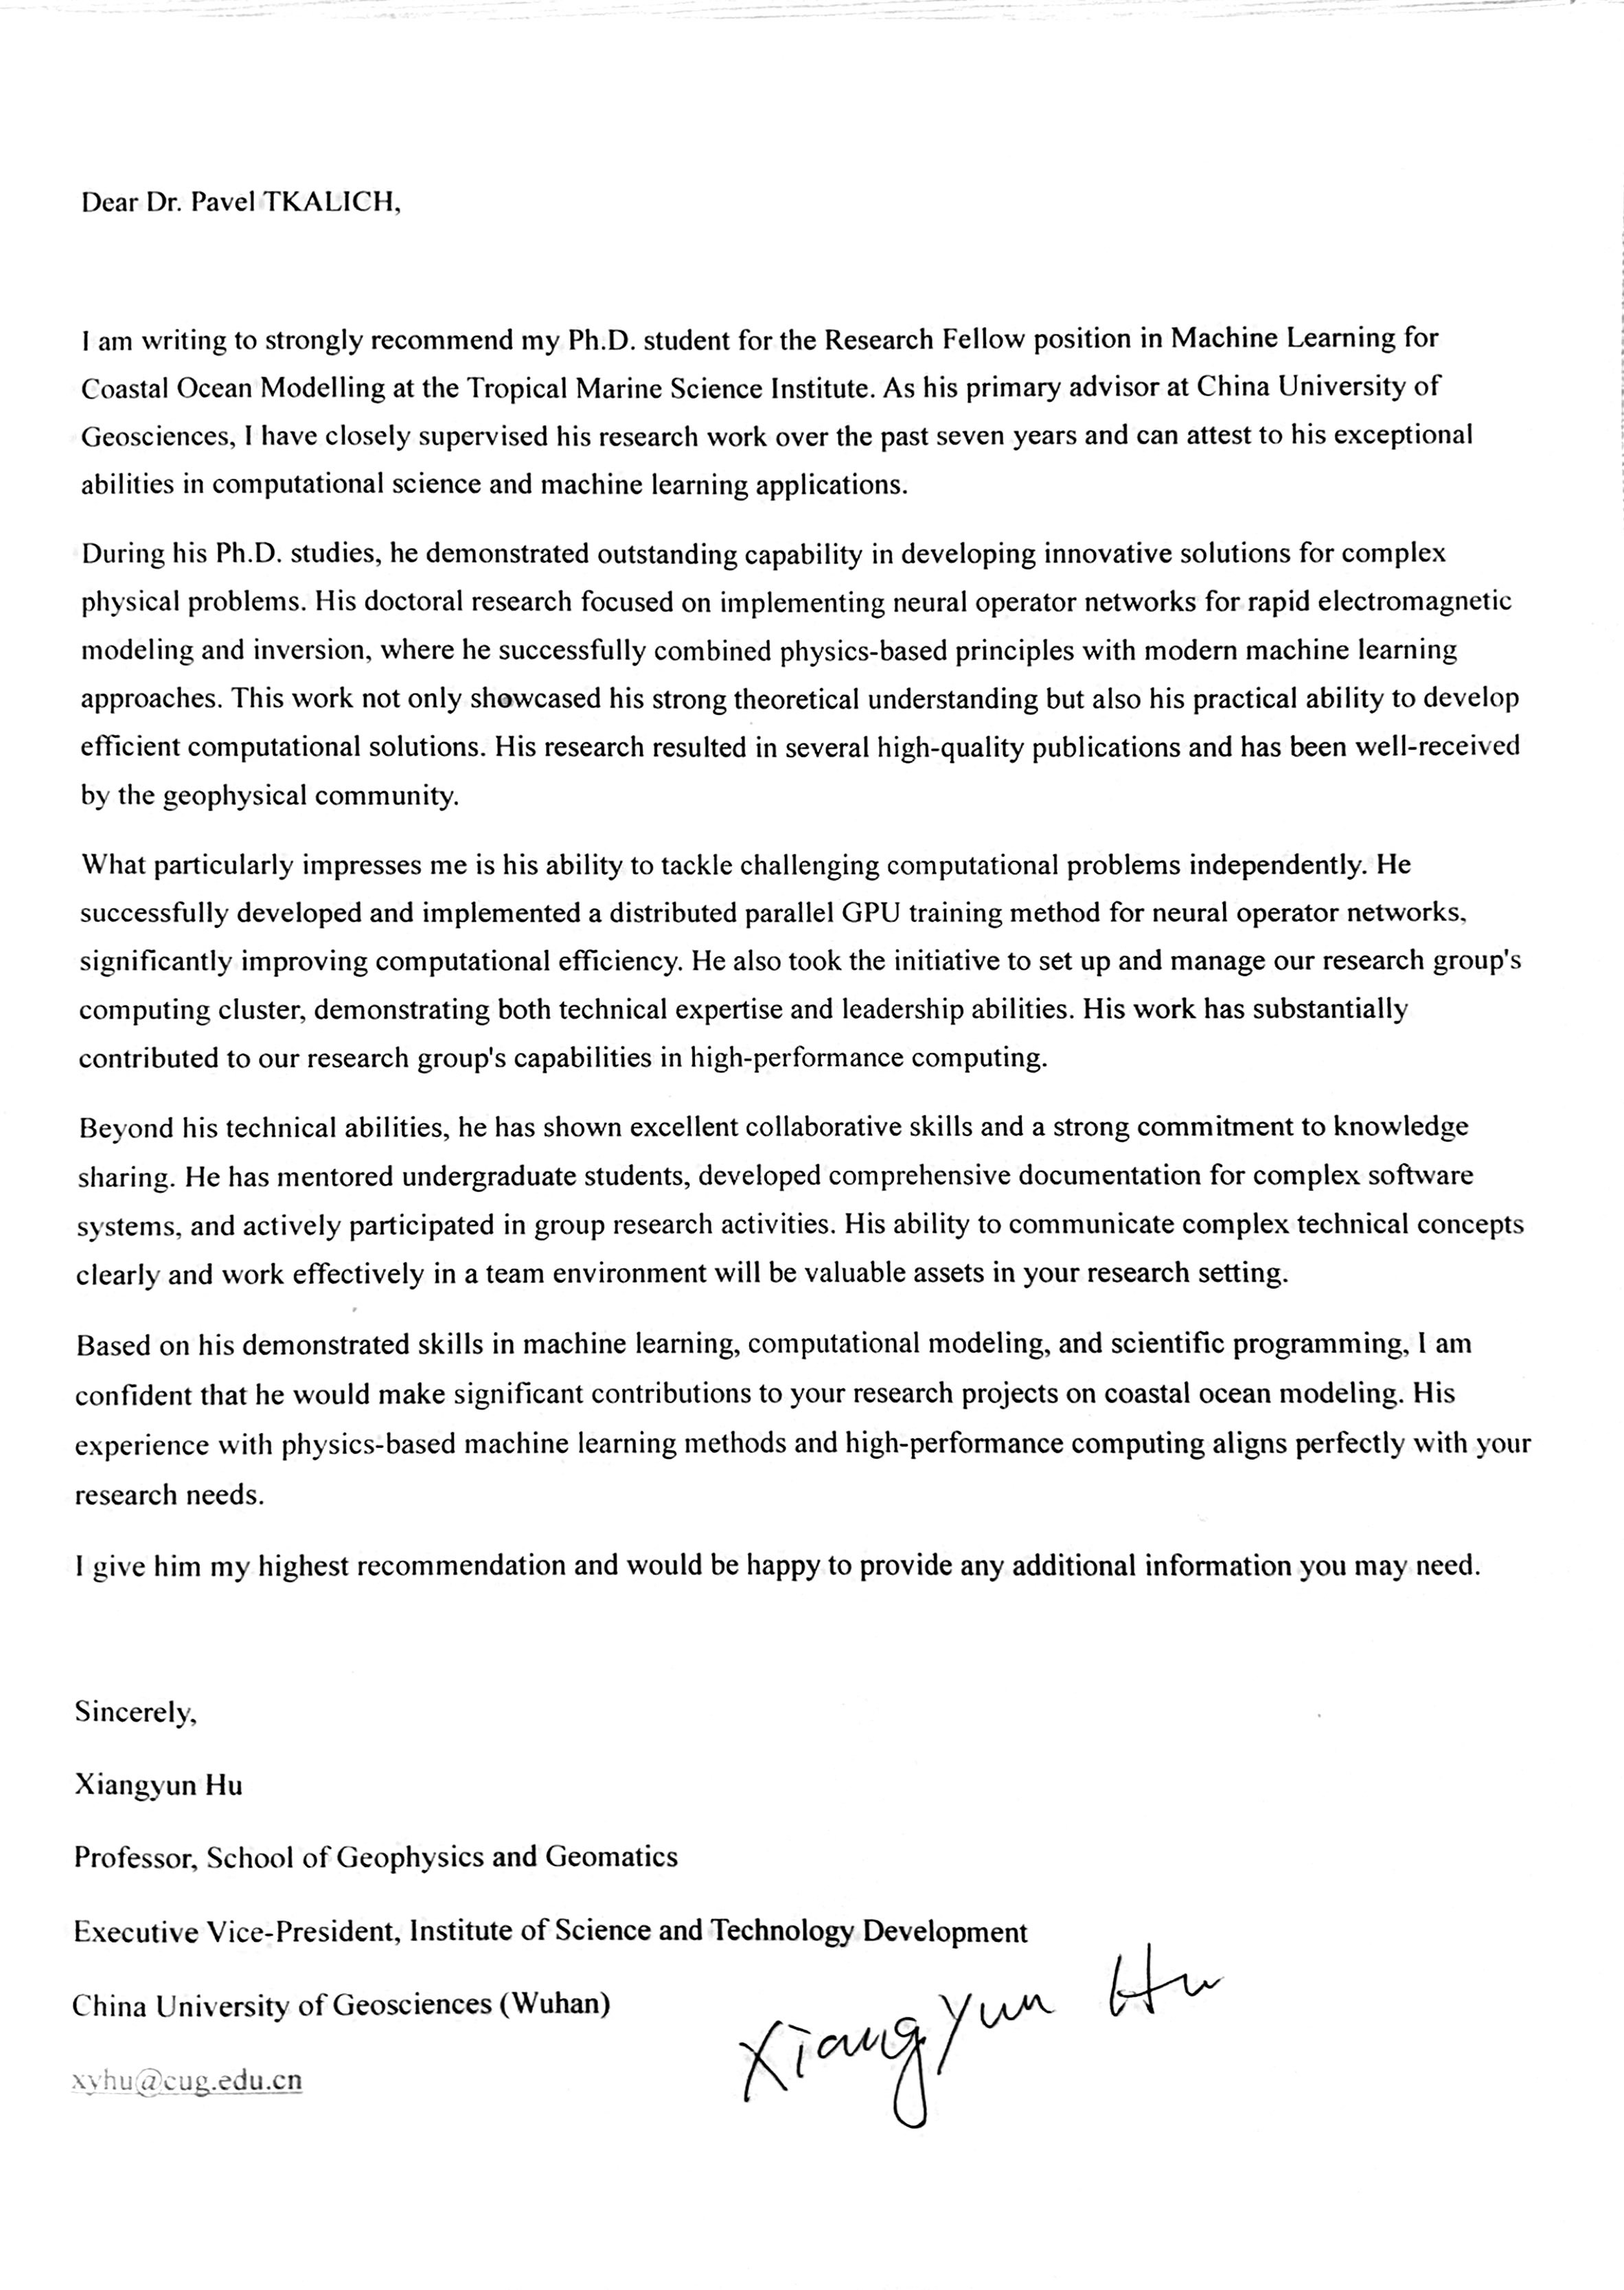 Dear Dr. Pavel TKALICH,
I am writing to strongly recommend my Ph.D. student for the Research Fellow position in Machine Learning for
Coastal Ocean Modelling at the Tropical Marine Science Institute. As his primary advisor at China University of
Geosciences, I have closely supervised his research work over the past seven years and can attest to his exceptional
abilities in computational science and machine learning applications.
During his Ph.D. studies, he demonstrated outstanding capability in developing innovative solutions for complex
physical problems. His doctoral research focused on implementing neural operator networks for rapid electromagnetic
modeling and inversion, where he successfully combined physics-based principles with modern machine learning
approaches. This work not only showcased his strong theoretical understanding but also his practical ability to develop
efficient computational solutions. His research resulted in several high-quality publications and has been well-received
by the geophysical community.
What particularly impresses me is his ability to tackle challenging computational problems independently. He
successfully developed and implemented a distributed parallel GPU training method for neural operator networks,
significantly improving computational efficiency. He also took the initiative to set up and manage our research group's
computing cluster, demonstrating both technical expertise and leadership abilities. His work has substantially
contributed to our research group's capabilities in high-performance computing.
Beyond his technical abilities, he has shown excellent collaborative skills and a strong commitment to knowledge
sharing. He has mentored undergraduate students, developed comprehensive documentation for complex software
systems, and actively participated in group research activities. His ability to communicate complex technical concepts
clearly and work effectively in a team environment will be valuable assets in your research setting.
Based on his demonstrated skills in machine learning, computational modeling, and scientific programming, I am
confident that he would make significant contributions to your research projects on coastal ocean modeling. His
experience with physics-based machine learning methods and high-performance computing aligns perfectly with your
research needs.
I give him my highest recommendation and would be happy to provide any additional information you may need.
Sincerely,
Xiangyun Hu
Professor, School of Geophysics and Geomatics
Executive Vice-President, Institute of Science and Technology Development
China University of Geosciences (Wuhan)
Xiangyun Hu
xyhu@cug.edu.cn